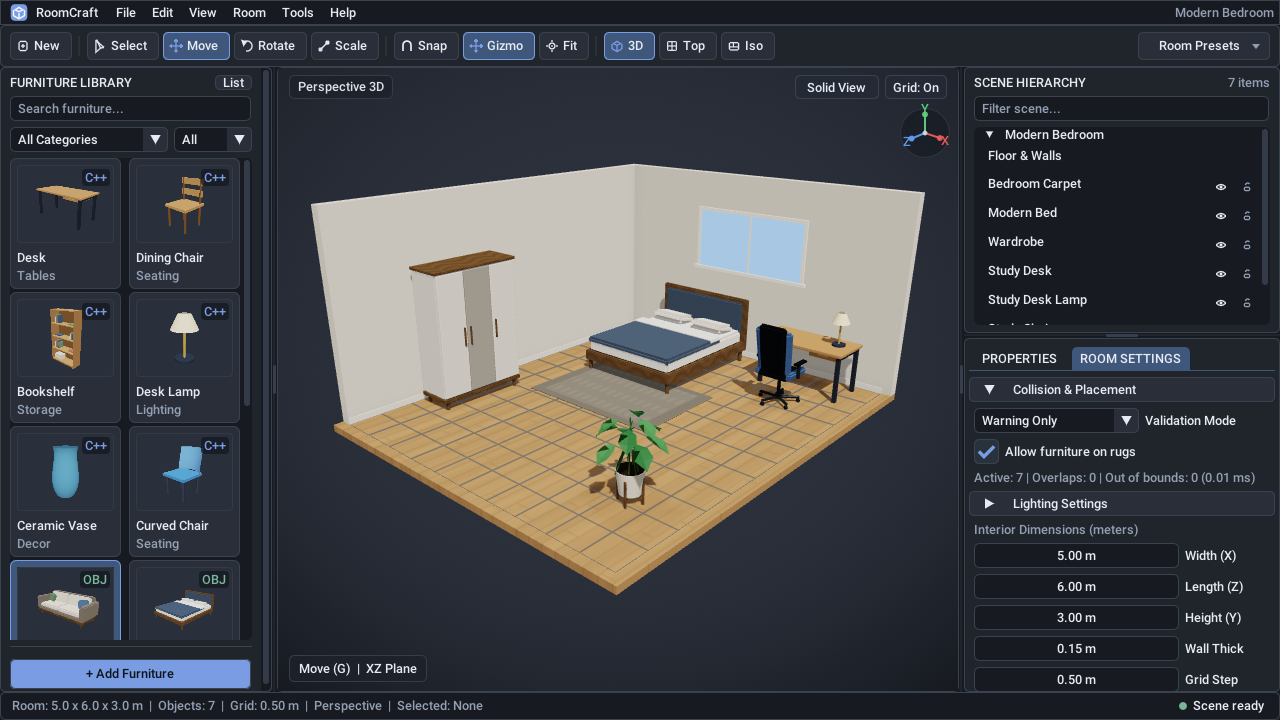 RoomCraft File Edit View Room Tools Help Modern Bedroom
New Select Move Rotate Scale Snap Gizmo Fit 3D Top Iso Room Presets
FURNITURE LIBRARY List
Search furniture...
All Categories All
C++ C++
Desk Dining Chair
Tables Seating
C++ C++
Bookshelf Desk Lamp
Storage Lighting
C++ C++
Ceramic Vase Curved Chair
Decor Seating
OBJ OBJ
+ Add Furniture
Perspective 3D Solid View Grid: On
Y
Z X
Move (G) | XZ Plane
SCENE HIERARCHY 7 items
Filter scene...
Modern Bedroom
Floor & Walls
Bedroom Carpet
Modern Bed
Wardrobe
Study Desk
Study Desk Lamp
PROPERTIES ROOM SETTINGS
Collision & Placement
Warning Only Validation Mode
Allow furniture on rugs
Active: 7 | Overlaps: 0 | Out of bounds: 0 (0.01 ms)
Lighting Settings
Interior Dimensions (meters)
5.00 m Width (X)
6.00 m Length (Z)
3.00 m Height (Y)
0.15 m Wall Thick
0.50 m Grid Step
Room: 5.0 x 6.0 x 3.0 m | Objects: 7 | Grid: 0.50 m | Perspective | Selected: None Scene ready